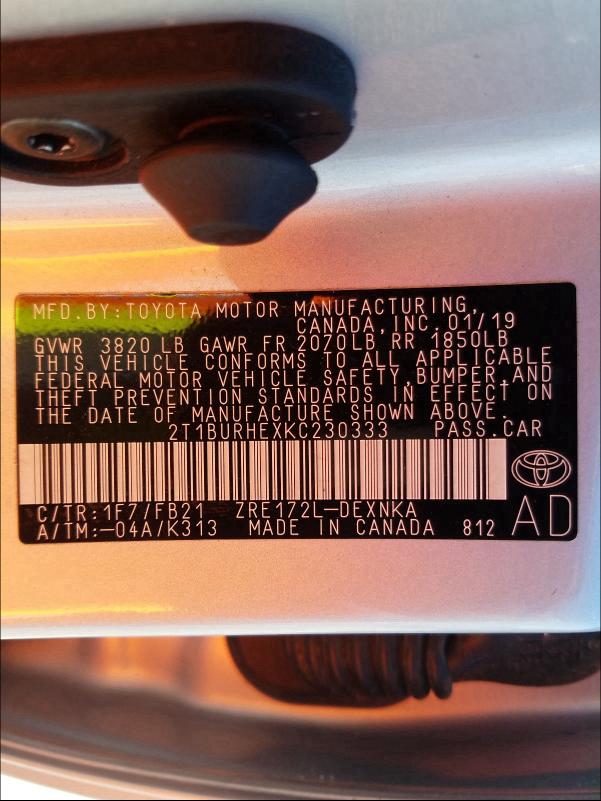 MFD.BY:TOYOTA MOTOR MANUFACTURING,
CANADA,INC.01/19
GVWR 3820LB GAWR FR 2070LB RR 1850LB
THIS VEHICLE CONFORMS TO ALL APPLICABLE
FEDERAL MOTOR VEHICLE SAFETY,BUMPER,AND
THEFT PREVENTION STANDARDS IN EFFECT ON
THE DATE OF MANUFACTURE SHOWN ABOVE.
2T1BURHEXKC230333 PASS.CAR
C/TR:1F7/FB21 ZRE172L-DEXNKA
A/TM:-04A/K313 MADE IN CANADA 812 AD